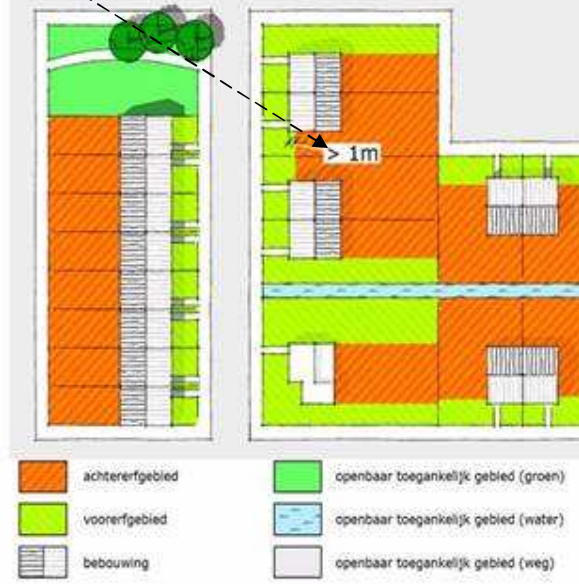 > 1m
achtererfgebied
openbaar toegankelijk gebied (groen)
voorerfgebied
openbaar toegankelijk gebied (water)
bebouwing
openbaar toegankelijk gebied (weg)